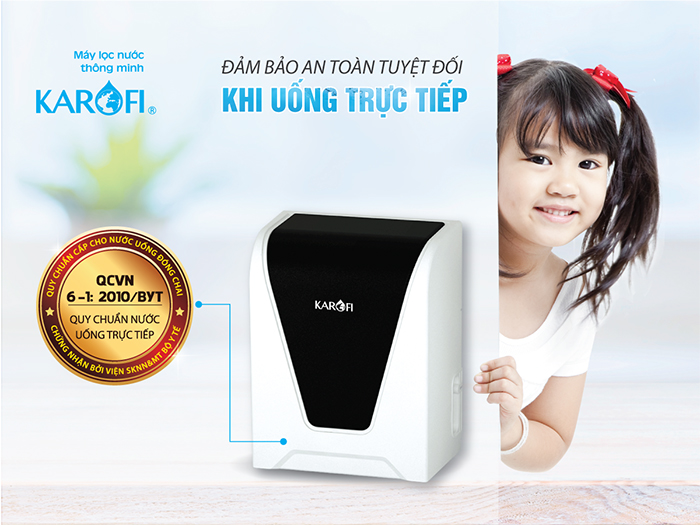 Máy lọc nước
thông minh
KAROFI®
ĐẢM BẢO AN TOÀN TUYỆT ĐỐI
KHI UỐNG TRỰC TIẾP
QUY CHUẨN CẤP CHO NƯỚC UỐNG ĐÓNG CHAI
QCVN
6-1: 2010/BYT
QUY CHUẨN NƯỚC
UỐNG TRỰC TIẾP
CHỨNG NHẬN BỞI VIỆN SKNN&MT BỘ Y TẾ
KAROFI